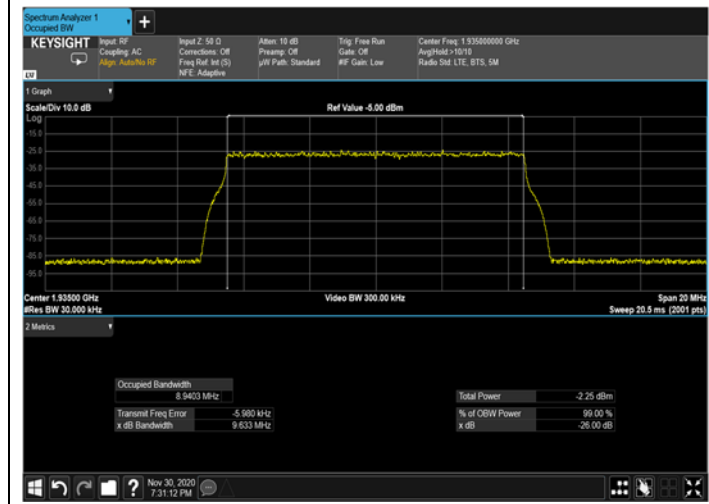 Spectrum Analyzer 1
Occupied BW
+
KEYSIGHT Input: RF Input Z: 50 Ω Atten: 10 dB Trig: Free Run Center Freq: 1.935000000 GHz
Coupling: AC Corrections: Off Preamp: Off Gate: Off Avg|Hold:>10/10
Align: Auto/No RF Freq Ref: Int (S) µW Path: Standard #IF Gain: Low Radio Std: LTE, BTS, 5M
NFE: Adaptive
LXI
1 Graph
Scale/Div 10.0 dB Ref Value -5.00 dBm
Log
-15.0
-25.0
-35.0
-45.0
-55.0
-65.0
-75.0
-85.0
-95.0
Center 1.93500 GHz Video BW 300.00 kHz Span 20 MHz
#Res BW 30.000 kHz Sweep 20.5 ms (2001 pts)
2 Metrics
Occupied Bandwidth
8.9403 MHz Total Power -2.25 dBm
Transmit Freq Error -5.980 kHz % of OBW Power 99.00 %
x dB Bandwidth 9.633 MHz x dB -26.00 dB
? Nov 30, 2020
7:31:12 PM